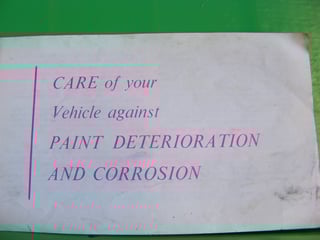 CARE of your
Vehicle against
PAINT DETERIORATION
AND CORROSION